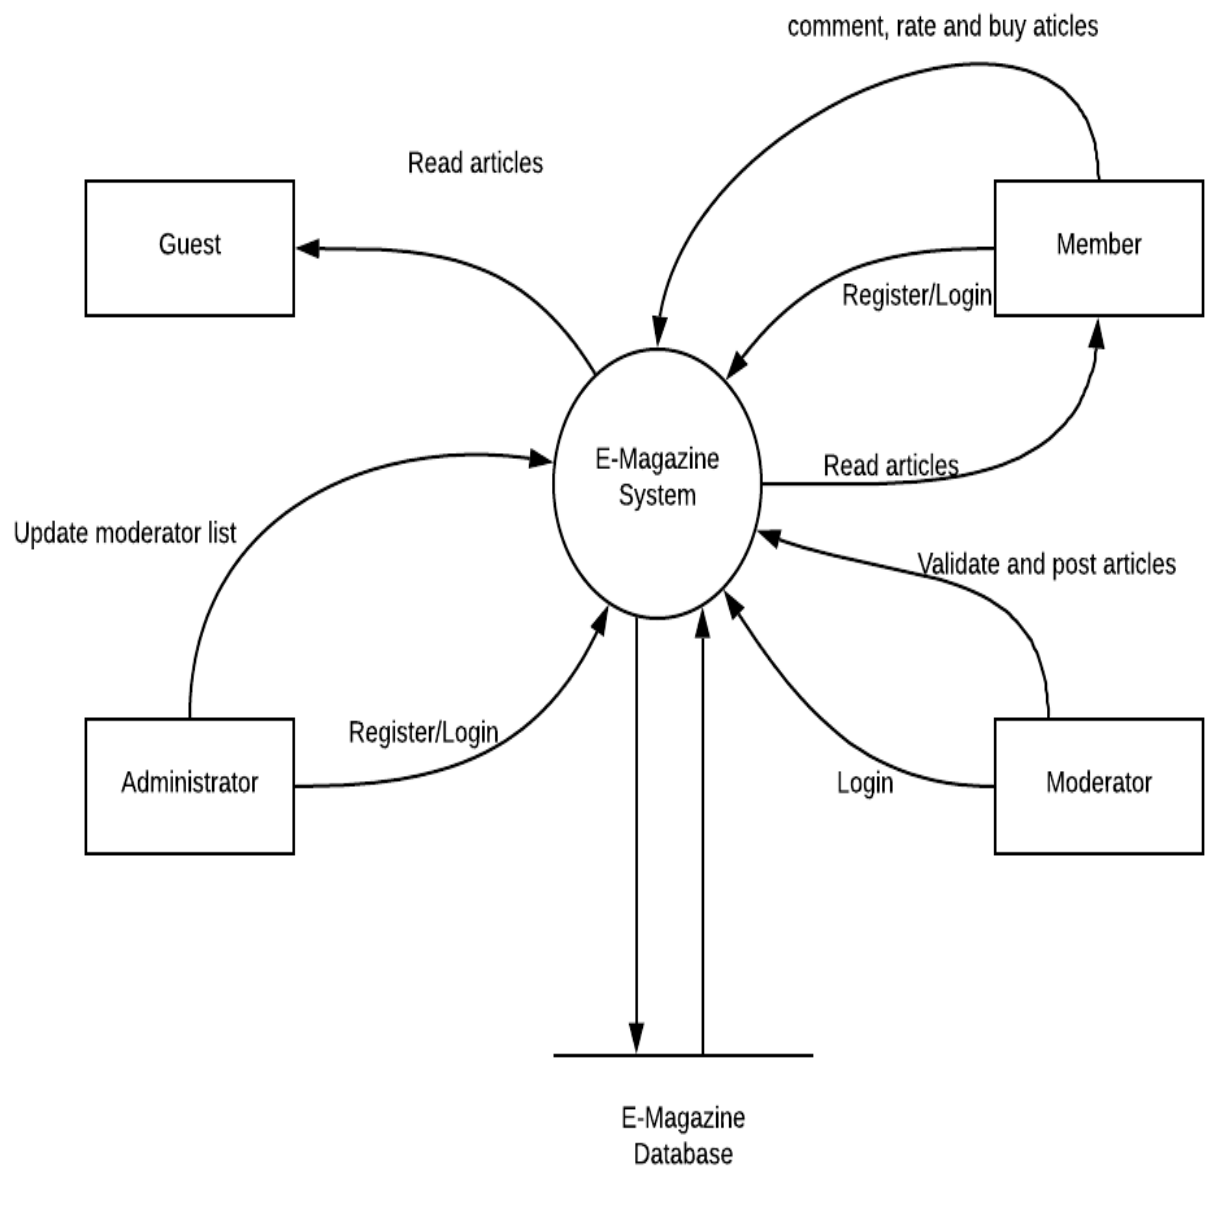 comment, rate and buy aticles
Read articles
Guest
Member
Register/Login
E-Magazine
System
Read articles
Update moderator list
Validate and post articles
Register/Login
Administrator
Login
Moderator
E-Magazine
Database